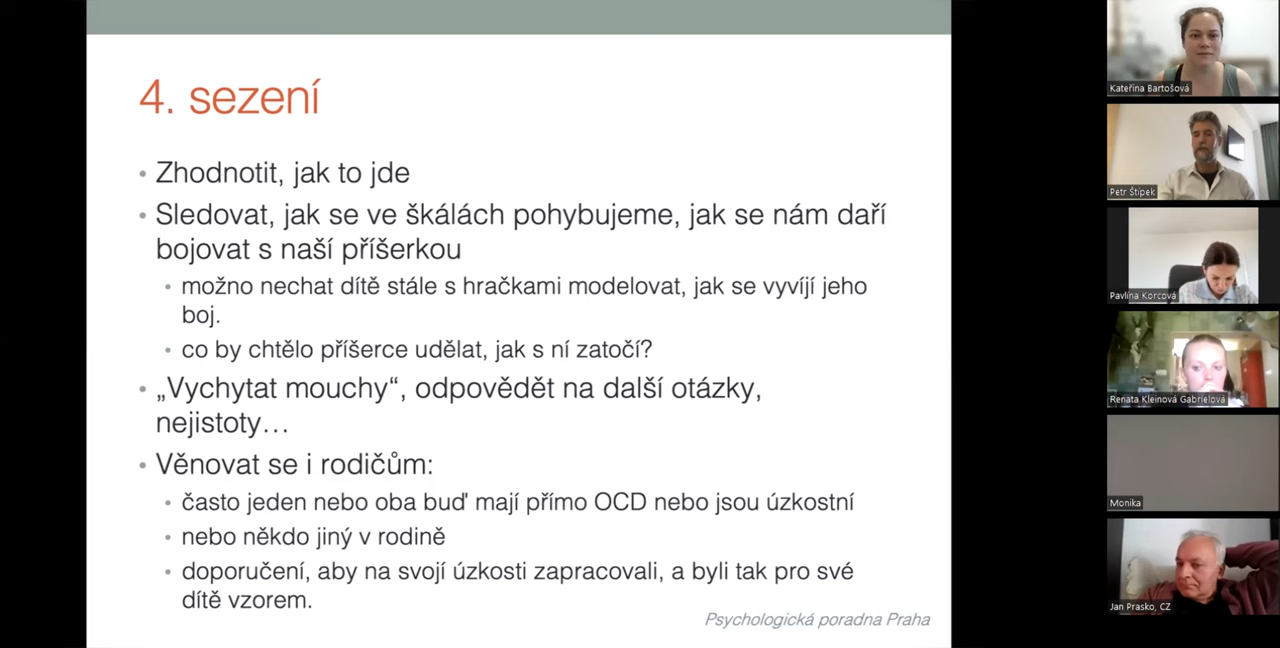 4. sezení
• Zhodnotit, jak to jde
• Sledovat, jak se ve škálách pohybujeme, jak se nám daří
bojovat s naší příšerkou
• možno nechat dítě stále s hračkami modelovat, jak se vyvíjí jeho
boj.
• co by chtělo příšerce udělat, jak s ní zatočí?
• „Vychytat mouchy“, odpovědět na další otázky,
nejistoty…
• Věnovat se i rodičům:
• často jeden nebo oba buď mají přímo OCD nebo jsou úzkostní
• nebo někdo jiný v rodině
• doporučení, aby na svojí úzkosti zapracovali, a byli tak pro své
dítě vzorem.
Psychologická poradna Praha
Kateřina Bartošová
Petr Štípek
Pavlína Korcová
Renata Kleinová Gabrielová
Monika
Jan Prasko, CZ